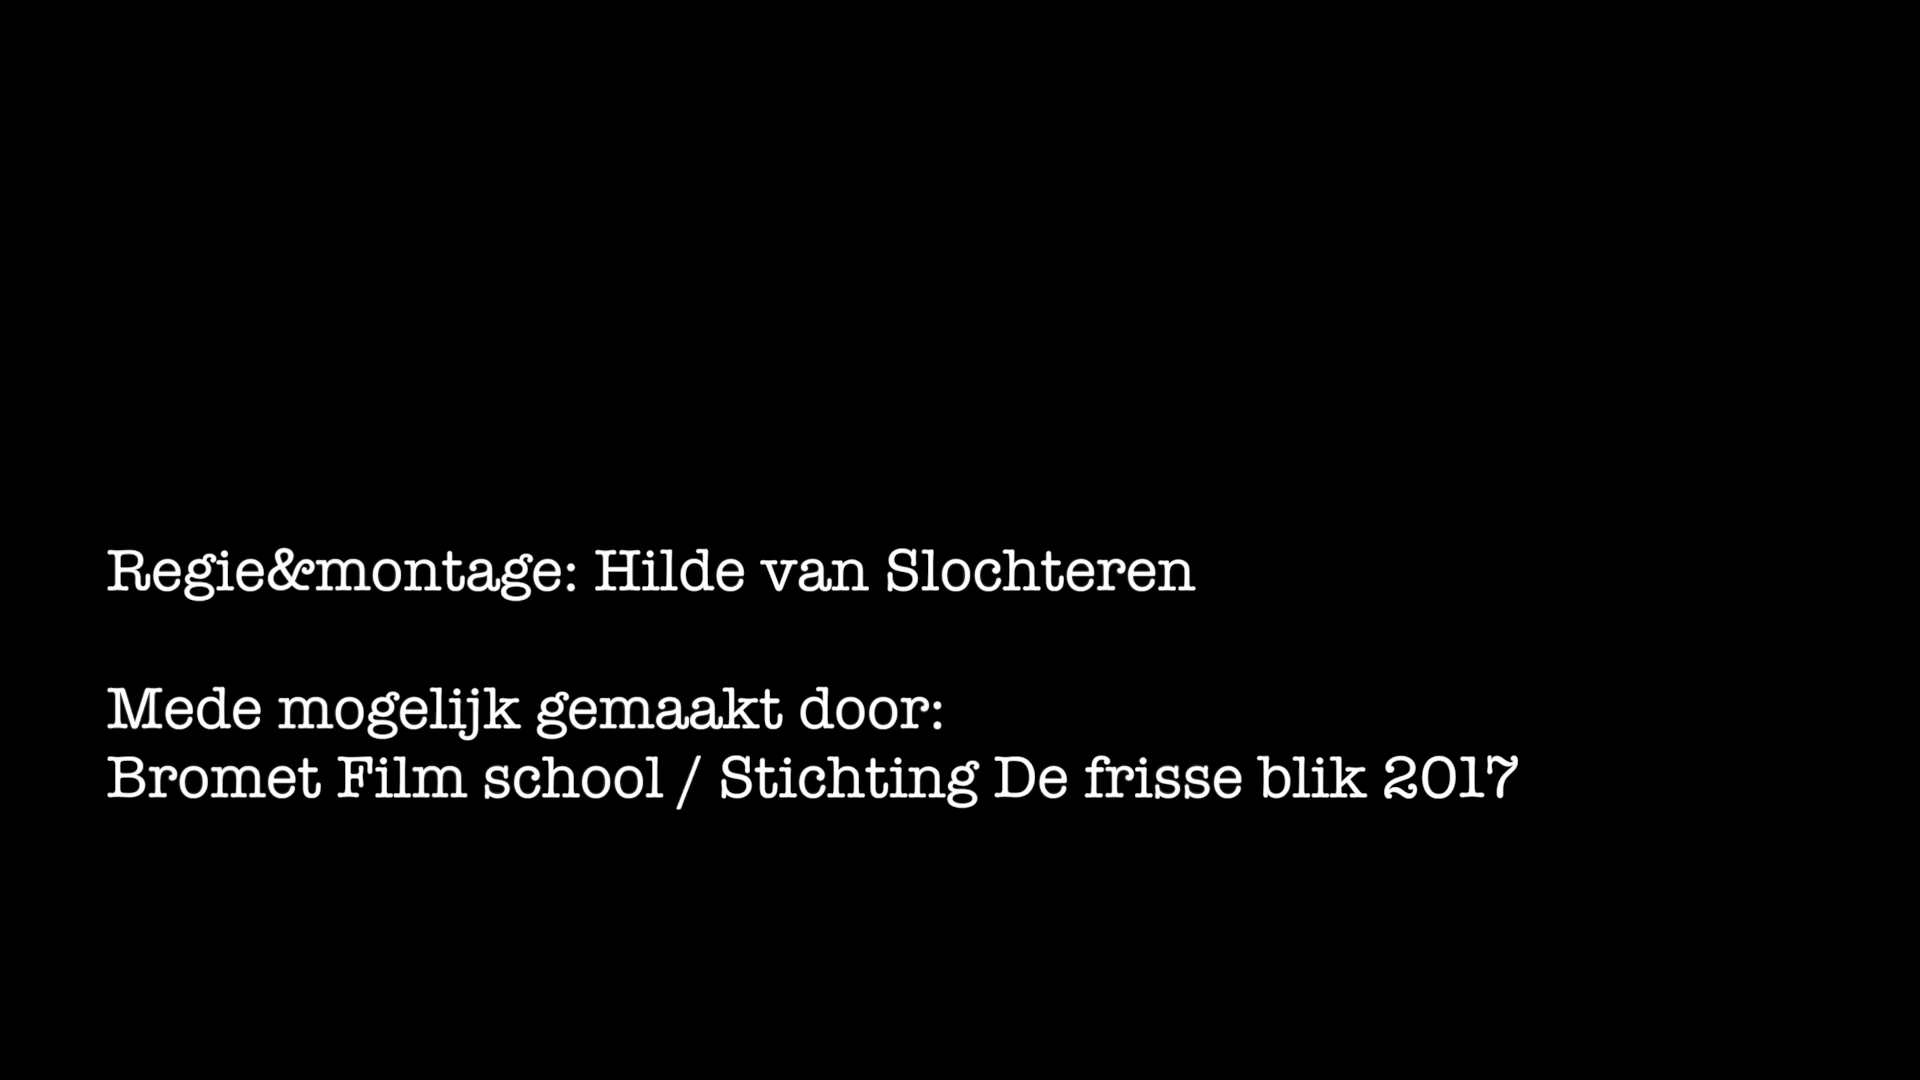 Regie&montage: Hilde van Slochteren
Mede mogelijk gemaakt door:
Bromet Film school / Stichting De frisse blik 2017